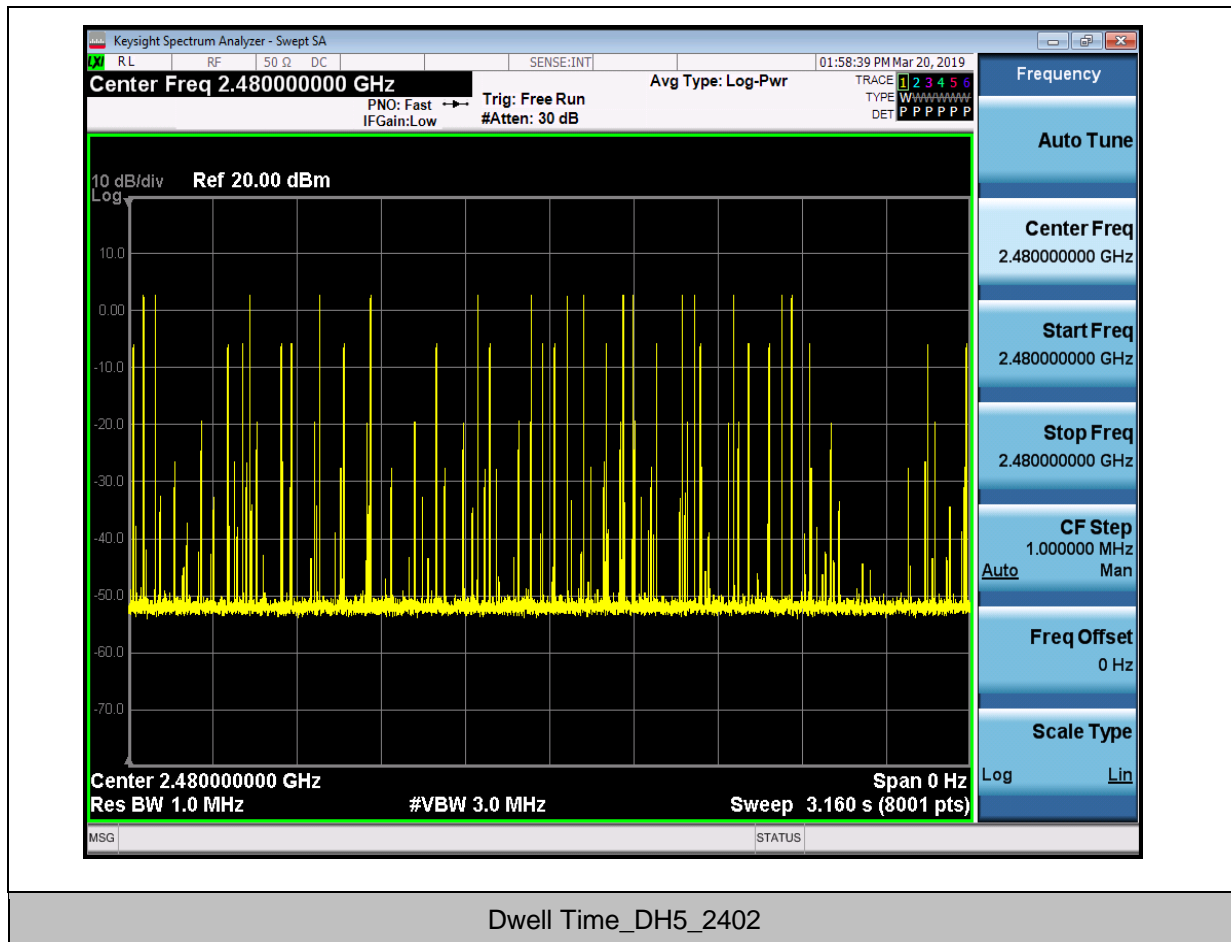 Keysight Spectrum Analyzer - Swept SA
LXI RL RF 50 Ω DC SENSE:INT 01:58:39 PM Mar 20, 2019
Center Freq 2.480000000 GHz
PNO: Fast
IFGain:Low
Trig: Free Run
#Atten: 30 dB
Avg Type: Log-Pwr
TRACE 1 2 3 4 5 6
TYPE WWWWWW
DET P P P P P P
10 dB/div Ref 20.00 dBm
Log
10.0
0.00
-10.0
-20.0
-30.0
-40.0
-50.0
-60.0
-70.0
Center 2.480000000 GHz Span 0 Hz
Res BW 1.0 MHz #VBW 3.0 MHz Sweep 3.160 s (8001 pts)
MSG STATUS
Frequency
Auto Tune
Center Freq
2.480000000 GHz
Start Freq
2.480000000 GHz
Stop Freq
2.480000000 GHz
CF Step
1.000000 MHz
Auto Man
Freq Offset
0 Hz
Scale Type
Log Lin
Dwell Time_DH5_2402